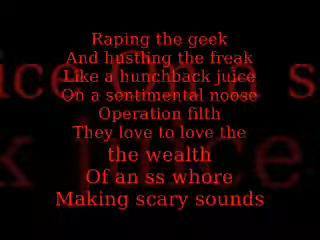 Raping the geek
And hustling the freak
Like a hunchback juice
On a sentimental noose
Operation filth
They love to love the
the wealth
Of an ss whore
Making scary sounds